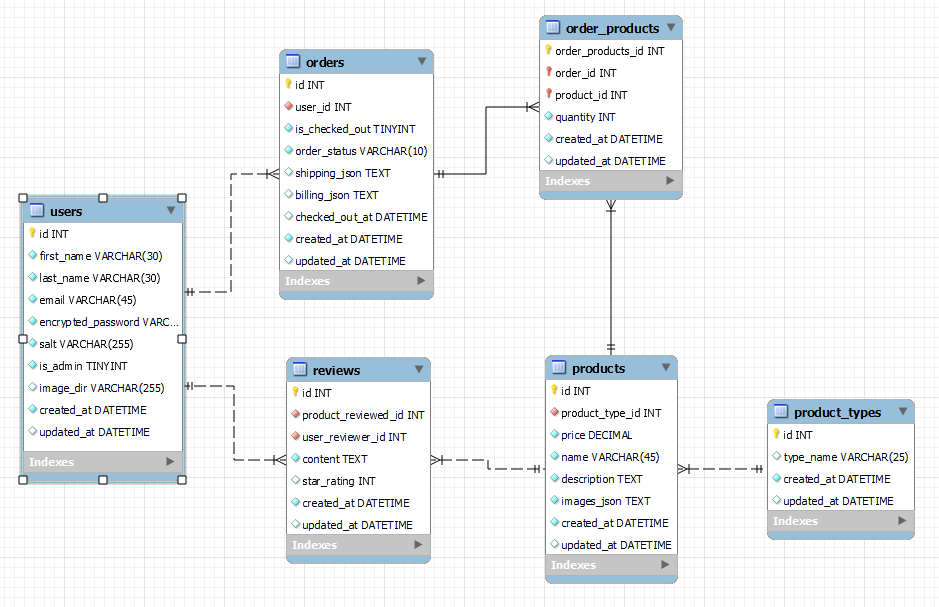 order_products
order_products_id INT
order_id INT
product_id INT
quantity INT
created_at DATETIME
updated_at DATETIME
Indexes
orders
id INT
user_id INT
is_checked_out TINYINT
order_status VARCHAR(10)
shipping_json TEXT
billing_json TEXT
checked_out_at DATETIME
created_at DATETIME
updated_at DATETIME
Indexes
users
id INT
first_name VARCHAR(30)
last_name VARCHAR(30)
email VARCHAR(45)
encrypted_password VARC...
salt VARCHAR(255)
is_admin TINYINT
image_dir VARCHAR(255)
created_at DATETIME
updated_at DATETIME
Indexes
reviews
id INT
product_reviewed_id INT
user_reviewer_id INT
content TEXT
star_rating INT
created_at DATETIME
updated_at DATETIME
Indexes
products
id INT
product_type_id INT
price DECIMAL
name VARCHAR(45)
description TEXT
images_json TEXT
created_at DATETIME
updated_at DATETIME
Indexes
product_types
id INT
type_name VARCHAR(25)
created_at DATETIME
updated_at DATETIME
Indexes